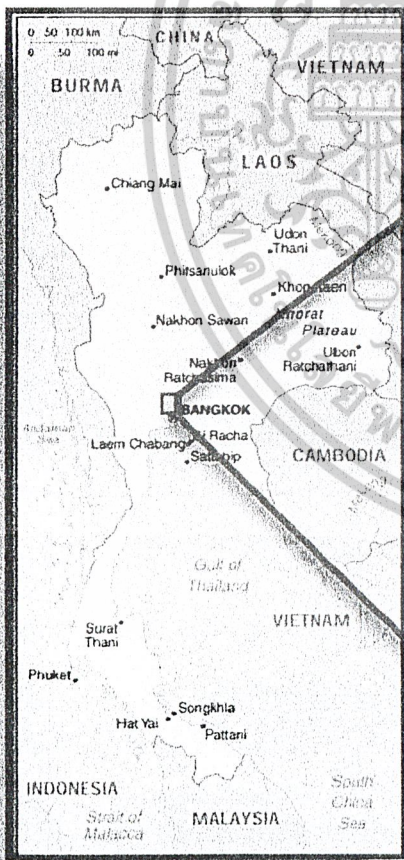 0 50 100 km
0 50 100 mi
CHINA
VIETNAM
BURMA
LAOS
Chiang Mai
Udon
Thani
Mekong
Phitsanulok
Khon Kaen
Khorat
Plateau
Nakhon Sawan
Ubon
Ratchathani
Nakhon
Ratchasima
BANGKOK
Andaman
Sea
Si Racha
Laem Chabang
Sattahip
CAMBODIA
Mekong
Gulf of
Thailand
VIETNAM
Surat
Thani
Phuket
Songkhla
Hat Yai
Pattani
INDONESIA
Strait of
Malacca
MALAYSIA
South
China
Sea